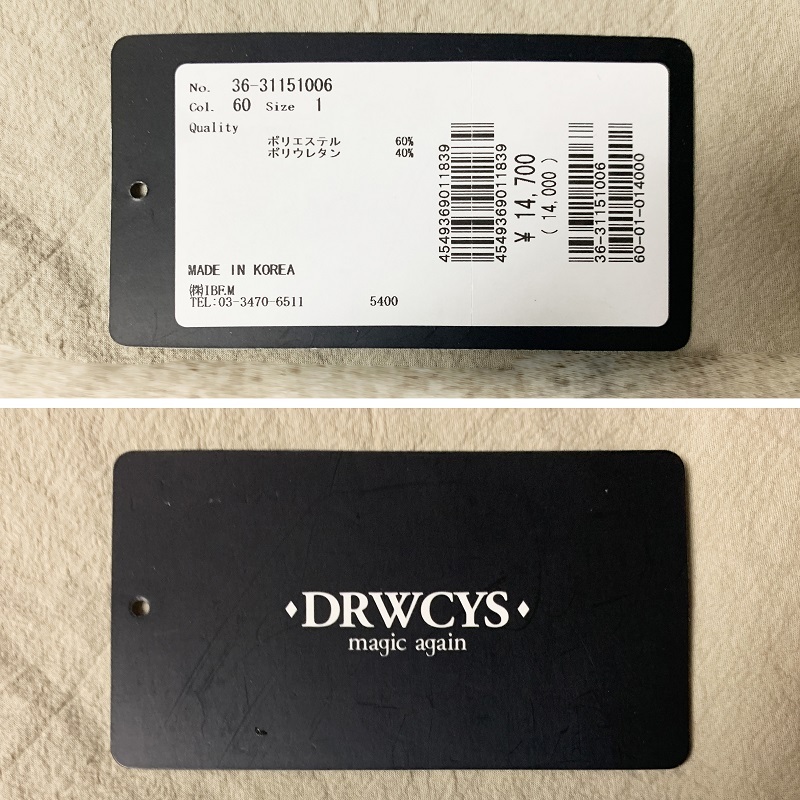 No. 36-31151006
Col. 60 Size 1
Quality
ポリエステル 60%
ポリウレタン 40%
MADE IN KOREA
㈱IBF.M
TEL:03-3470-6511 5400
4549369011839
4549369011839
¥ 14,700
( 14,000 )
36-31151006
60-01-014000
♦DRWCYS♦
magic again